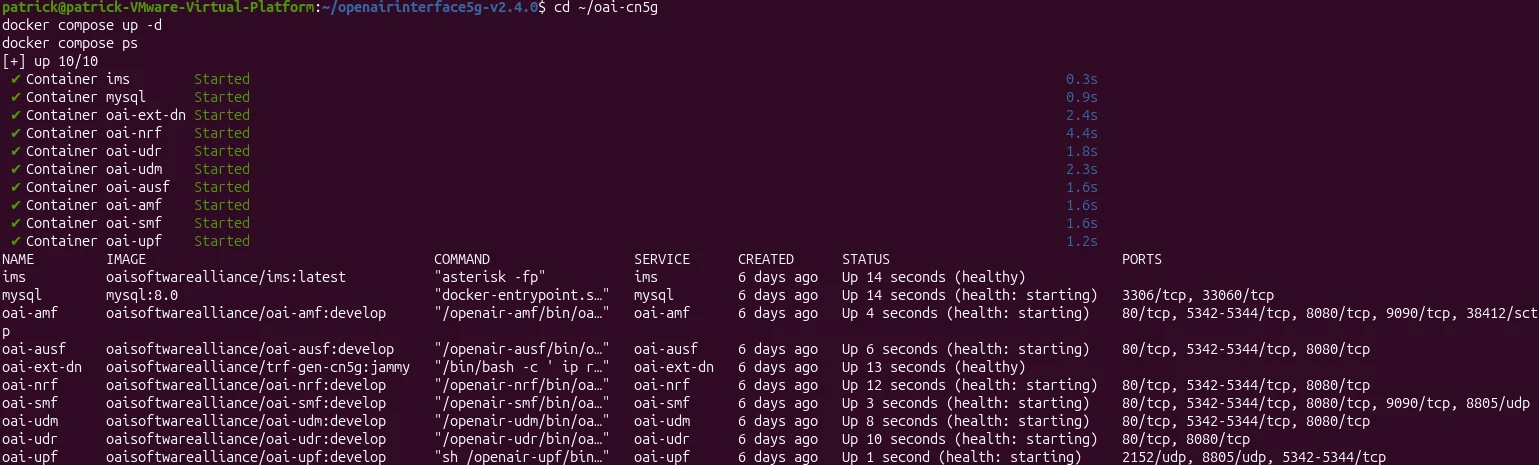 patrick@patrick-VMware-Virtual-Platform:~/openairinterface5g-v2.4.0$ cd ~/oai-cn5g
docker compose up -d
docker compose ps
[+] up 10/10
✔ Container ims Started 0.3s
✔ Container mysql Started 0.9s
✔ Container oai-ext-dn Started 2.4s
✔ Container oai-nrf Started 4.4s
✔ Container oai-udr Started 1.8s
✔ Container oai-udm Started 2.3s
✔ Container oai-ausf Started 1.6s
✔ Container oai-amf Started 1.6s
✔ Container oai-smf Started 1.6s
✔ Container oai-upf Started 1.2s
NAME IMAGE COMMAND SERVICE CREATED STATUS PORTS
ims oaisoftwarealliance/ims:latest "asterisk -fp" ims 6 days ago Up 14 seconds (healthy)
mysql mysql:8.0 "docker-entrypoint.s…" mysql 6 days ago Up 14 seconds (health: starting) 3306/tcp, 33060/tcp
oai-amf oaisoftwarealliance/oai-amf:develop "/openair-amf/bin/oa…" oai-amf 6 days ago Up 4 seconds (health: starting) 80/tcp, 5342-5344/tcp, 8080/tcp, 9090/tcp, 38412/sct
p
oai-ausf oaisoftwarealliance/oai-ausf:develop "/openair-ausf/bin/o…" oai-ausf 6 days ago Up 6 seconds (health: starting) 80/tcp, 5342-5344/tcp, 8080/tcp
oai-ext-dn oaisoftwarealliance/trf-gen-cn5g:jammy "/bin/bash -c ' ip r…" oai-ext-dn 6 days ago Up 13 seconds (healthy)
oai-nrf oaisoftwarealliance/oai-nrf:develop "/openair-nrf/bin/oa…" oai-nrf 6 days ago Up 12 seconds (health: starting) 80/tcp, 5342-5344/tcp, 8080/tcp
oai-smf oaisoftwarealliance/oai-smf:develop "/openair-smf/bin/oa…" oai-smf 6 days ago Up 3 seconds (health: starting) 80/tcp, 5342-5344/tcp, 8080/tcp, 9090/tcp, 8805/udp
oai-udm oaisoftwarealliance/oai-udm:develop "/openair-udm/bin/oa…" oai-udm 6 days ago Up 8 seconds (health: starting) 80/tcp, 5342-5344/tcp, 8080/tcp
oai-udr oaisoftwarealliance/oai-udr:develop "/openair-udr/bin/oa…" oai-udr 6 days ago Up 10 seconds (health: starting) 80/tcp, 8080/tcp
oai-upf oaisoftwarealliance/oai-upf:develop "sh /openair-upf/bin…" oai-upf 6 days ago Up 1 second (health: starting) 2152/udp, 8805/udp, 5342-5344/tcp